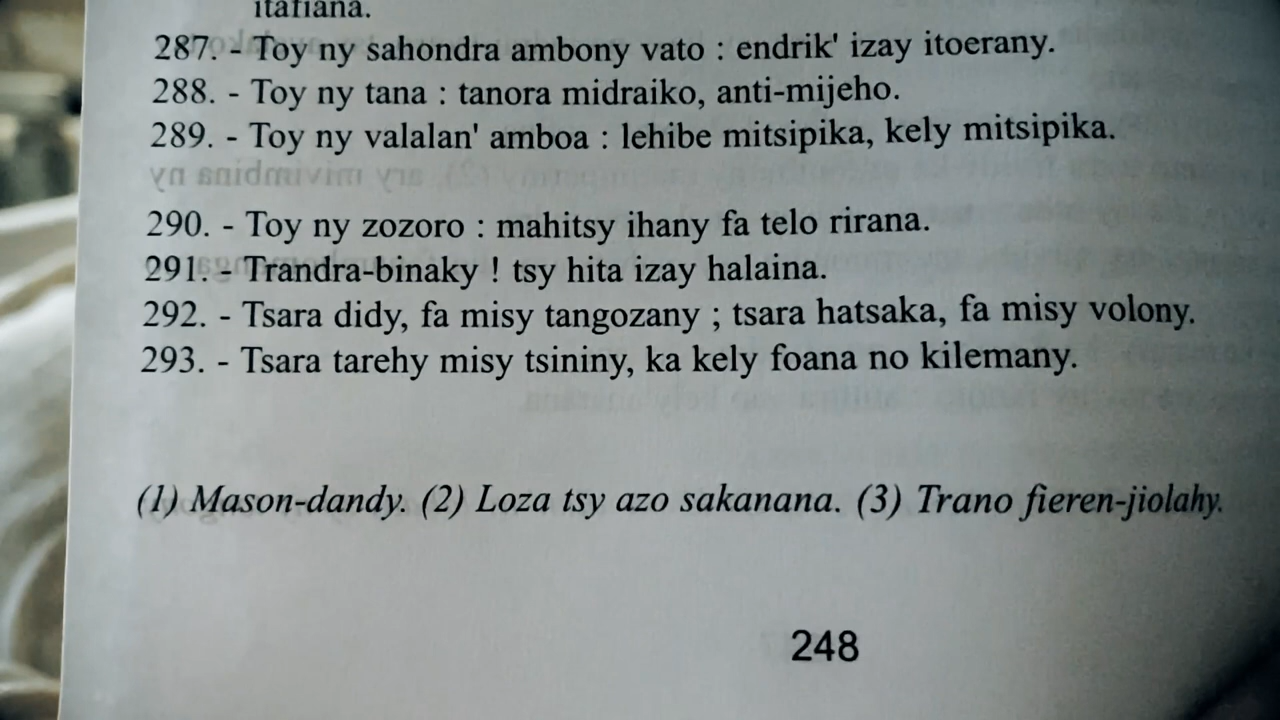 itafiana.
287. - Toy ny sahondra ambony vato : endrik' izay itoerany.
288. - Toy ny tana : tanora midraiko, anti-mijeho.
289. - Toy ny valalan' amboa : lehibe mitsipika, kely mitsipika.
290. - Toy ny zozoro : mahitsy ihany fa telo rirana.
291. - Trandra-binaky ! tsy hita izay halaina.
292. - Tsara didy, fa misy tangozany ; tsara hatsaka, fa misy volony.
293. - Tsara tarehy misy tsininy, ka kely foana no kilemany.
(1) Mason-dandy. (2) Loza tsy azo sakanana. (3) Trano fieren-jiolahy.
248